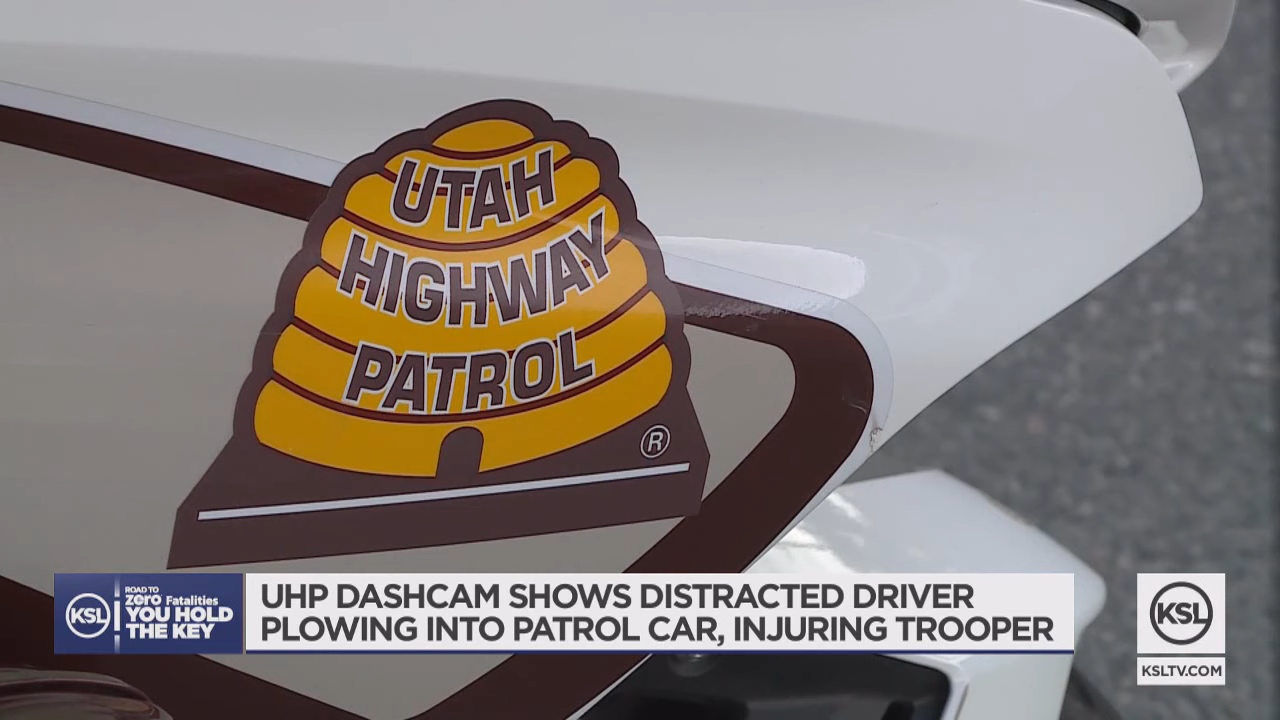 UTAH
HIGHWAY
PATROL
®
KSL
ROAD TO
zero Fatalities
YOU HOLD
THE KEY
UHP DASHCAM SHOWS DISTRACTED DRIVER
PLOWING INTO PATROL CAR, INJURING TROOPER
KSL
KSLTV.COM